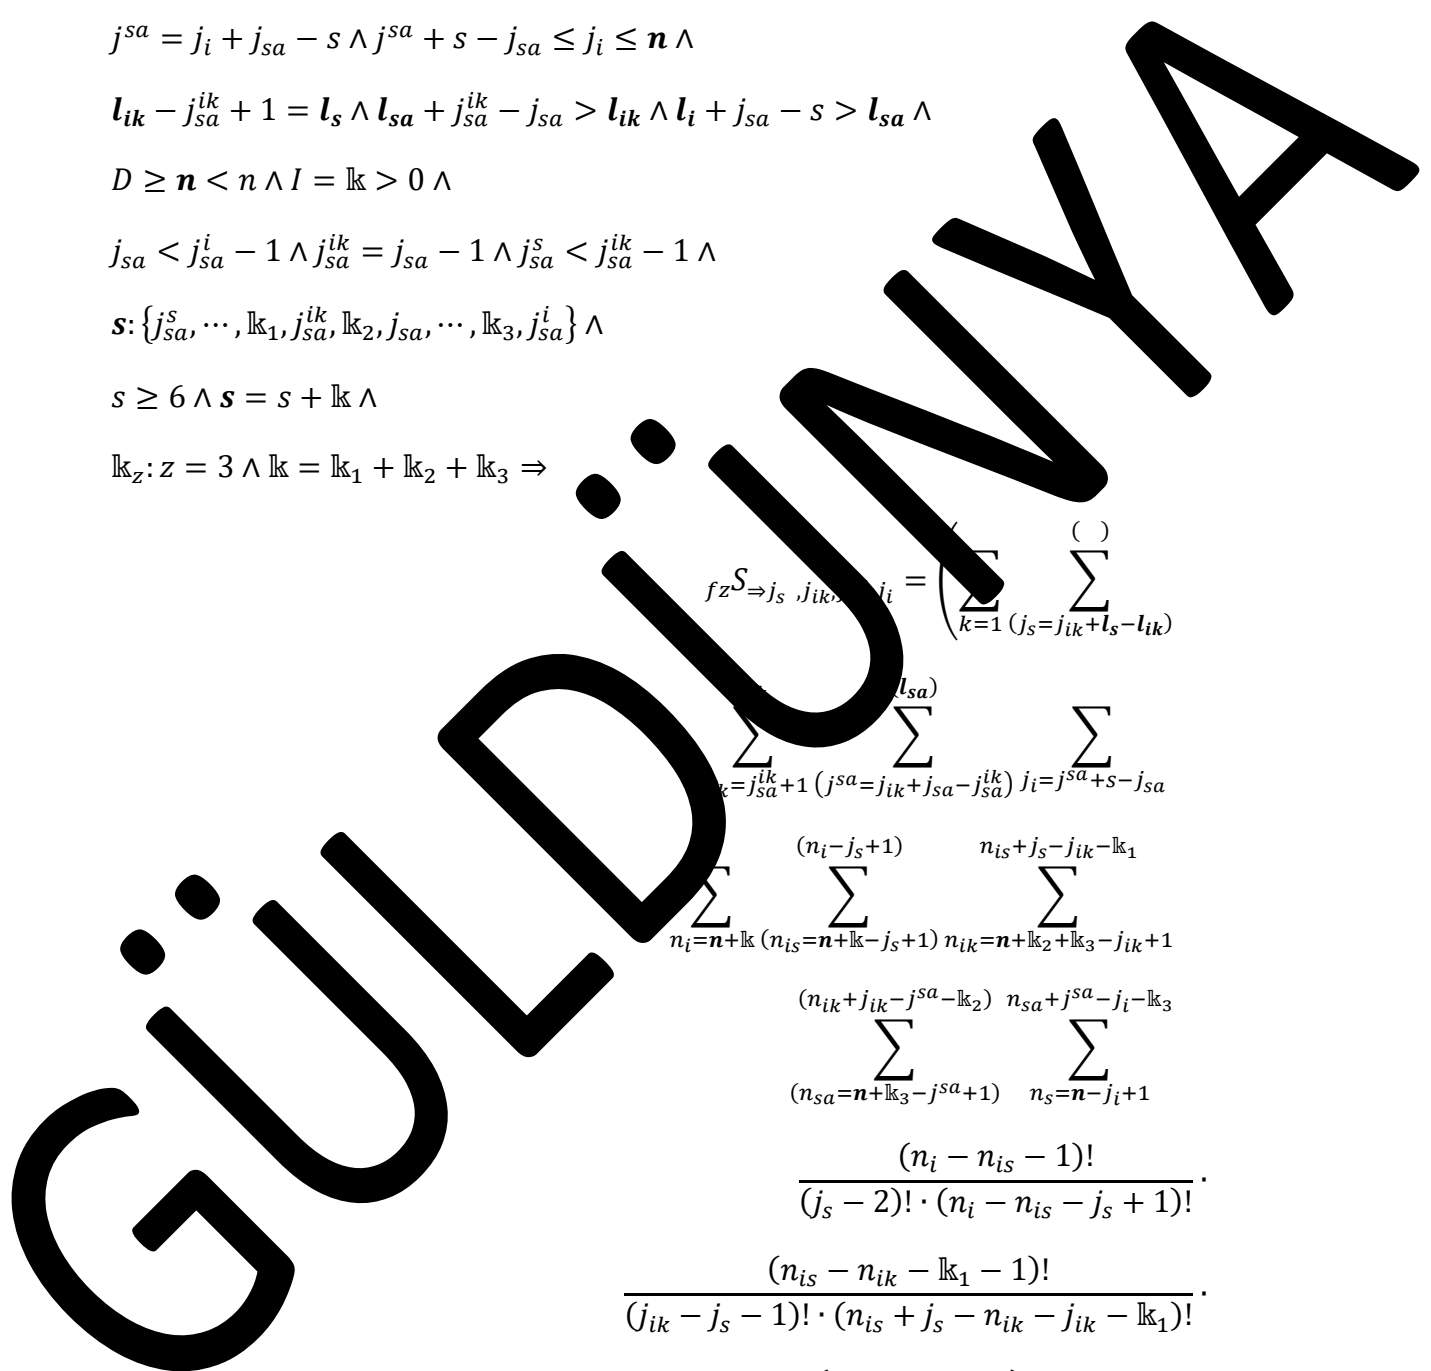 j^{sa} = j_i + j_{sa} − s ∧ j^{sa} + s − j_{sa} ≤ j_i ≤ n ∧
l_{ik} − j_{sa}^{ik} + 1 = l_s ∧ l_{sa} + j_{sa}^{ik} − j_{sa} > l_{ik} ∧ l_i + j_{sa} − s > l_{sa} ∧
D ≥ n < n ∧ I = 𝕜 > 0 ∧
j_{sa} < j_{sa}^i − 1 ∧ j_{sa}^{ik} = j_{sa} − 1 ∧ j_{sa}^s < j_{sa}^{ik} − 1 ∧
s: {j_{sa}^s, ⋯ , 𝕜_1, j_{sa}^{ik}, 𝕜_2, j_{sa}, ⋯ , 𝕜_3, j_{sa}^i} ∧
s ≥ 6 ∧ s = s + 𝕜 ∧
𝕜_z: z = 3 ∧ 𝕜 = 𝕜_1 + 𝕜_2 + 𝕜_3 ⇒
( )
_{fz}S_{⇒j_s ,j_{ik}, j_i} = ( ∑ ∑
k=1 (j_s=j_{ik}+l_s−l_{ik})
l_{sa})
∑ ∑ ∑
=j_{sa}^{ik}+1 (j^{sa}=j_{ik}+j_{sa}−j_{sa}^{ik}) j_i=j^{sa}+s−j_{sa}
(n_i−j_s+1) n_{is}+j_s−j_{ik}−𝕜_1
∑ ∑ ∑
n_i=n+𝕜 (n_{is}=n+𝕜−j_s+1) n_{ik}=n+𝕜_2+𝕜_3−j_{ik}+1
(n_{ik}+j_{ik}−j^{sa}−𝕜_2) n_{sa}+j^{sa}−j_i−𝕜_3
∑ ∑
(n_{sa}=n+𝕜_3−j^{sa}+1) n_s=n−j_i+1
(n_i − n_{is} − 1)!
(j_s − 2)! · (n_i − n_{is} − j_s + 1)! ·
(n_{is} − n_{ik} − 𝕜_1 − 1)!
(j_{ik} − j_s − 1)! · (n_{is} + j_s − n_{ik} − j_{ik} − 𝕜_1)! ·
GÜLDÜNYA